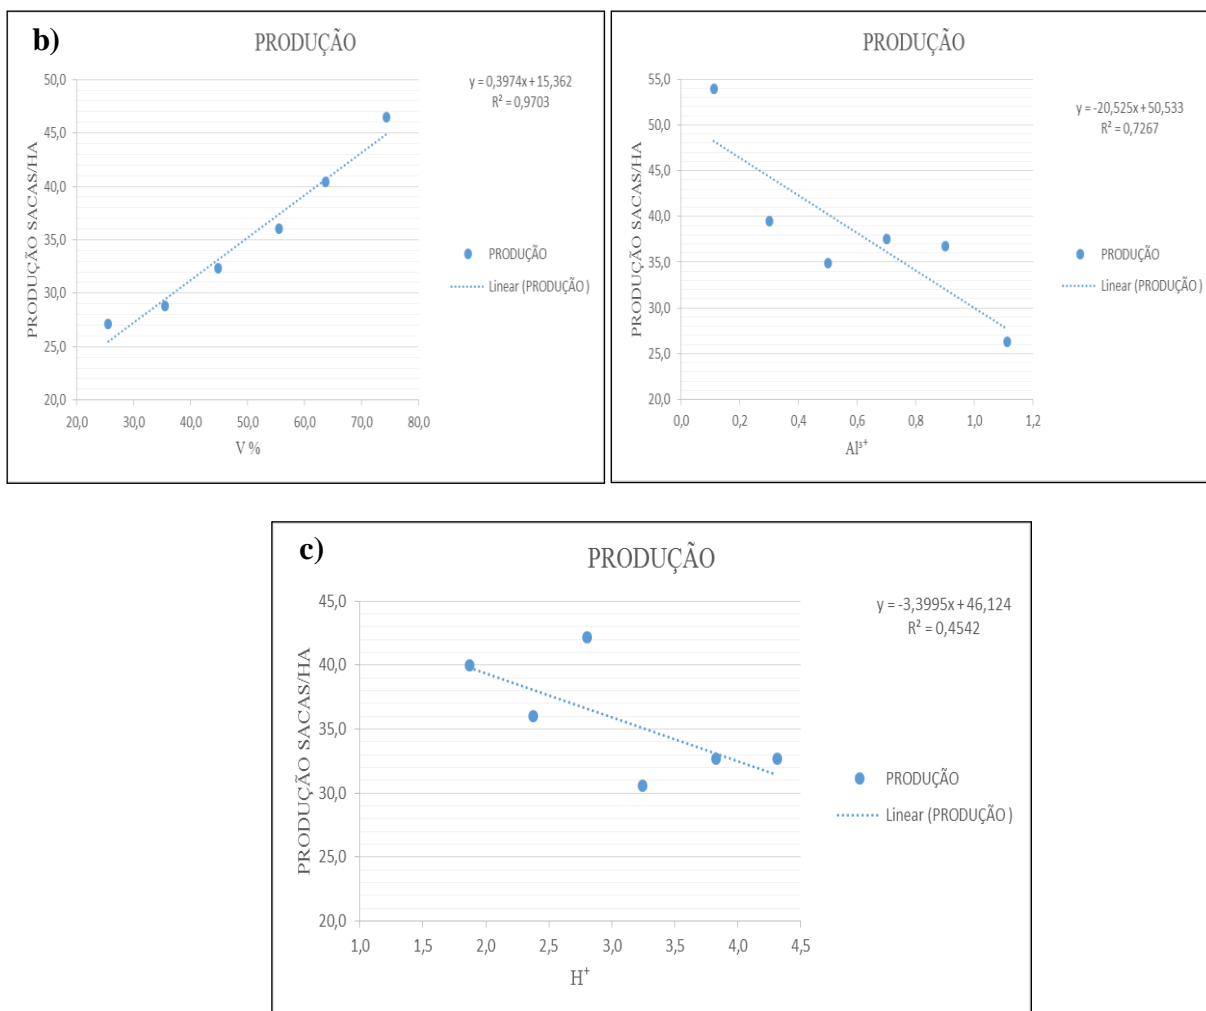 b)
PRODUÇÃO
y = 0,3974x + 15,362
R² = 0,9703
PRODUÇÃO SACAS/HA
50,0
45,0
40,0
35,0
30,0
25,0
20,0
20,0 30,0 40,0 50,0 60,0 70,0 80,0
V %
PRODUÇÃO
Linear (PRODUÇÃO )
PRODUÇÃO
y = -20,525x + 50,533
R² = 0,7267
PRODUÇÃO SACAS/HA
55,0
50,0
45,0
40,0
35,0
30,0
25,0
20,0
0,0 0,2 0,4 0,6 0,8 1,0 1,2
Al³⁺
PRODUÇÃO
Linear (PRODUÇÃO )
c)
PRODUÇÃO
y = -3,3995x + 46,124
R² = 0,4542
PRODUÇÃO SACAS/HA
45,0
40,0
35,0
30,0
25,0
20,0
1,0 1,5 2,0 2,5 3,0 3,5 4,0 4,5
H⁺
PRODUÇÃO
Linear (PRODUÇÃO )